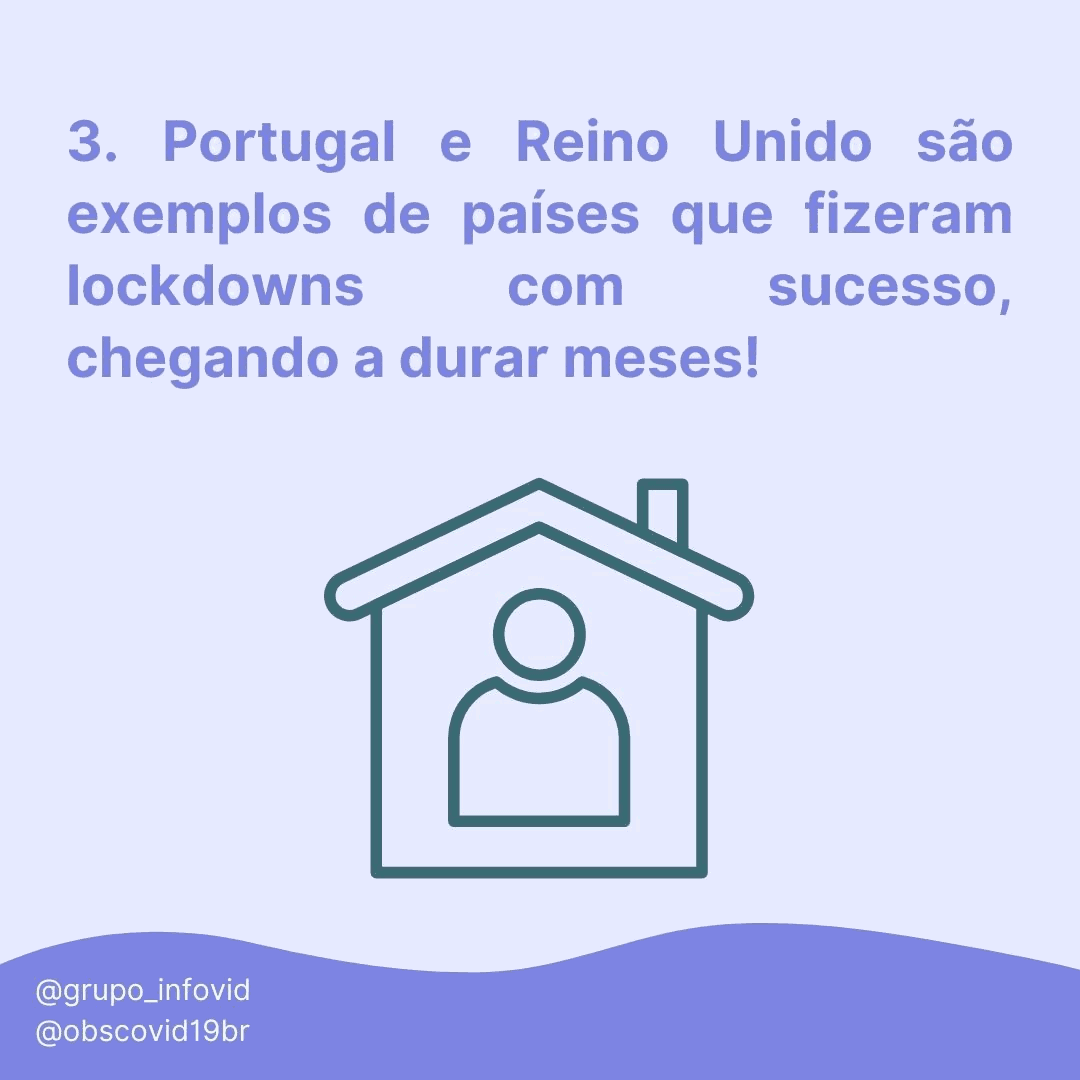 3. Portugal e Reino Unido são
exemplos de países que fizeram
lockdowns com sucesso,
chegando a durar meses!
@grupo_infovid
@obscovid19br